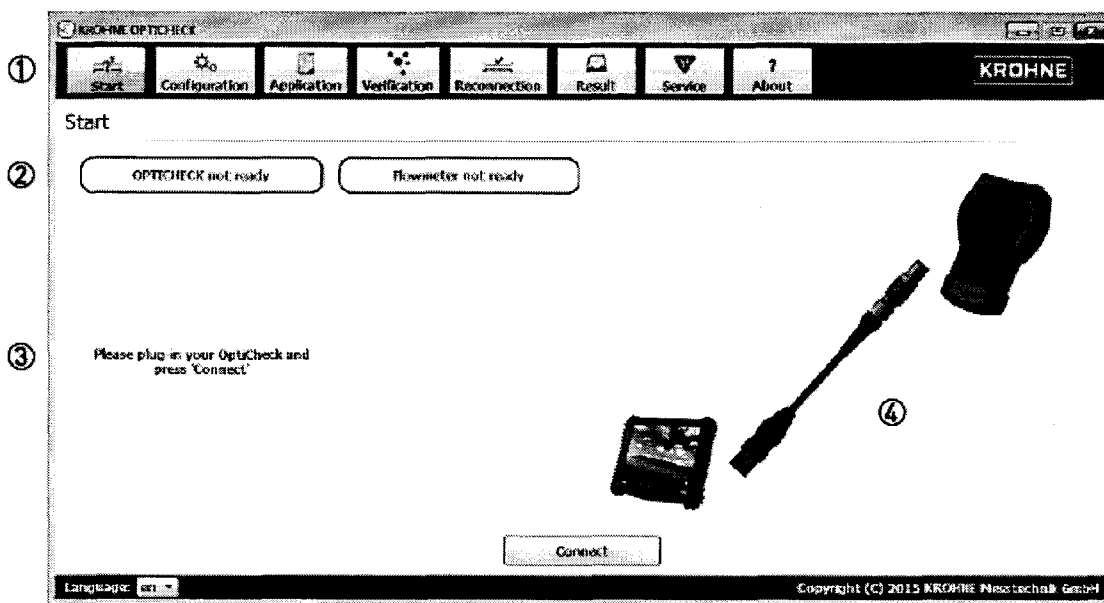 KROHNE OPTICHECK
①
Start Configuration Application Verification Reconnection Result Service About
KROHNE
Start
②
OPTICHECK not ready Flowmeter not ready
③
Please plug-in your OptiCheck and
press 'Connect'
④
Connect
Language: en
Copyright (C) 2015 KROHNE Messtechnik GmbH